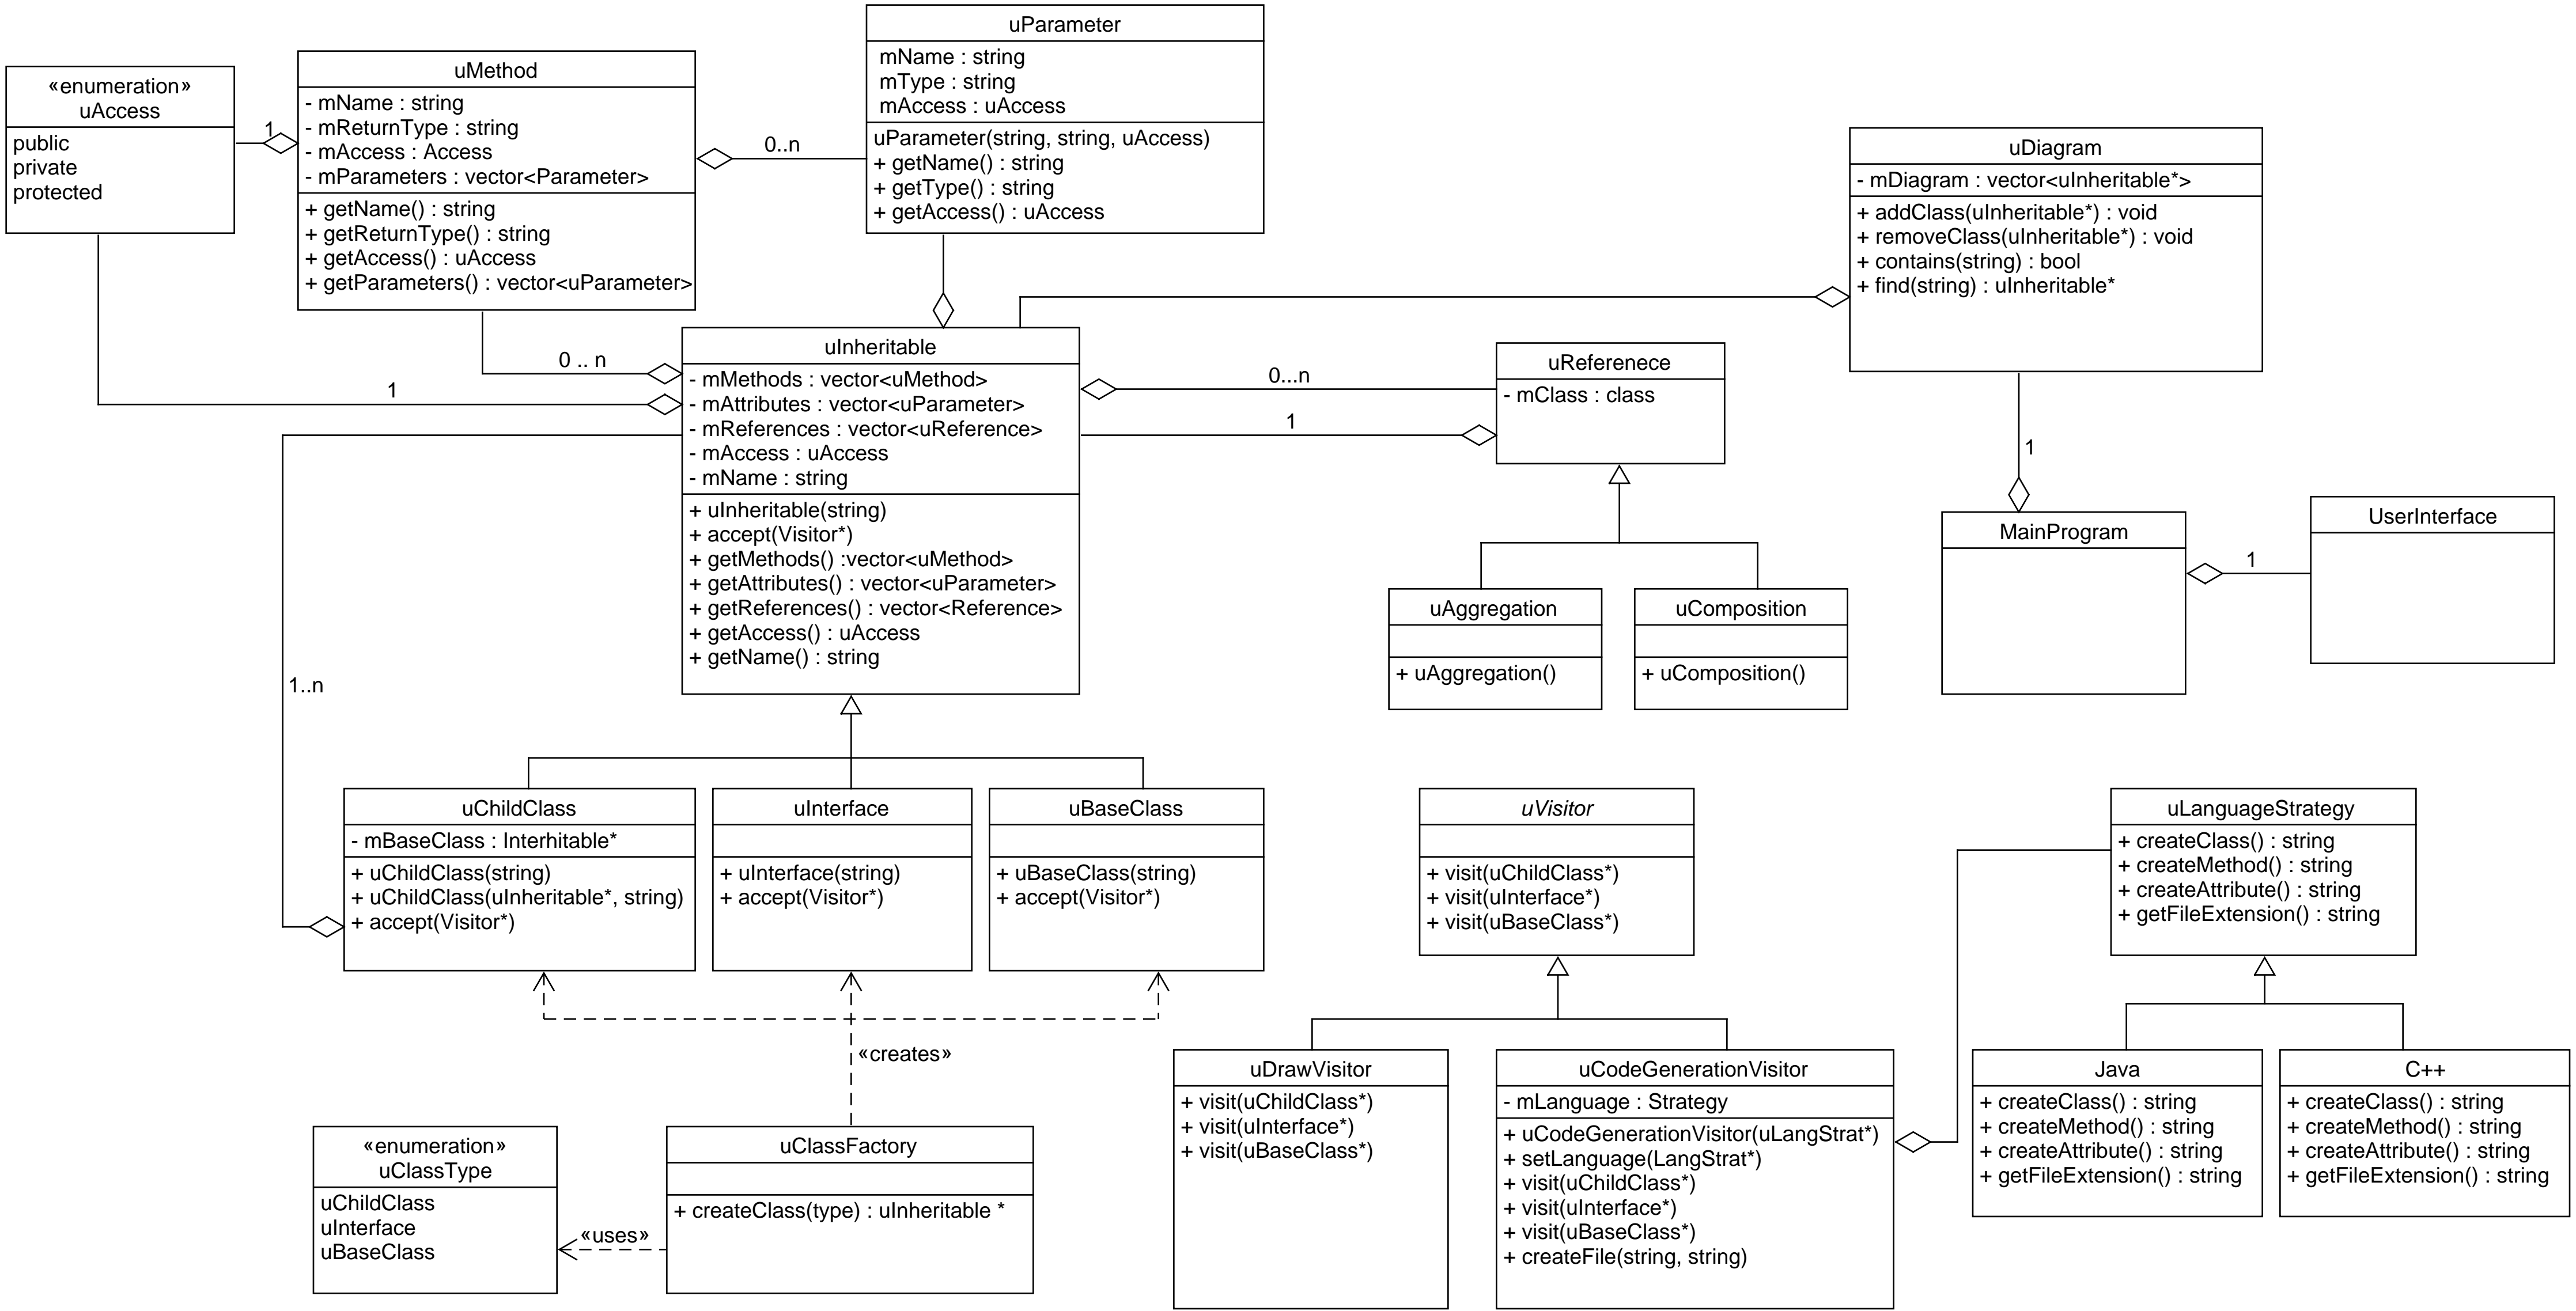 «enumeration»
uAccess
public
private
protected
1
uMethod
- mName : string
- mReturnType : string
- mAccess : Access
- mParameters : vector<Parameter>
+ getName() : string
+ getReturnType() : string
+ getAccess() : uAccess
+ getParameters() : vector<uParameter>
0..n
uParameter
mName : string
mType : string
mAccess : uAccess
uParameter(string, string, uAccess)
+ getName() : string
+ getType() : string
+ getAccess() : uAccess
uDiagram
- mDiagram : vector<uInheritable*>
+ addClass(uInheritable*) : void
+ removeClass(uInheritable*) : void
+ contains(string) : bool
+ find(string) : uInheritable*
0 .. n
1
uInheritable
- mMethods : vector<uMethod>
- mAttributes : vector<uParameter>
- mReferences : vector<uReference>
- mAccess : uAccess
- mName : string
+ uInheritable(string)
+ accept(Visitor*)
+ getMethods() :vector<uMethod>
+ getAttributes() : vector<uParameter>
+ getReferences() : vector<Reference>
+ getAccess() : uAccess
+ getName() : string
0...n
1
uReferenece
- mClass : class
1
MainProgram
1
UserInterface
uAggregation
+ uAggregation()
uComposition
+ uComposition()
1..n
uChildClass
- mBaseClass : Interhitable*
+ uChildClass(string)
+ uChildClass(uInheritable*, string)
+ accept(Visitor*)
uInterface
+ uInterface(string)
+ accept(Visitor*)
uBaseClass
+ uBaseClass(string)
+ accept(Visitor*)
uVisitor
+ visit(uChildClass*)
+ visit(uInterface*)
+ visit(uBaseClass*)
uLanguageStrategy
+ createClass() : string
+ createMethod() : string
+ createAttribute() : string
+ getFileExtension() : string
«creates»
«enumeration»
uClassType
uChildClass
uInterface
uBaseClass
«uses»
uClassFactory
+ createClass(type) : uInheritable *
uDrawVisitor
+ visit(uChildClass*)
+ visit(uInterface*)
+ visit(uBaseClass*)
uCodeGenerationVisitor
- mLanguage : Strategy
+ uCodeGenerationVisitor(uLangStrat*)
+ setLanguage(LangStrat*)
+ visit(uChildClass*)
+ visit(uInterface*)
+ visit(uBaseClass*)
+ createFile(string, string)
Java
+ createClass() : string
+ createMethod() : string
+ createAttribute() : string
+ getFileExtension() : string
C++
+ createClass() : string
+ createMethod() : string
+ createAttribute() : string
+ getFileExtension() : string